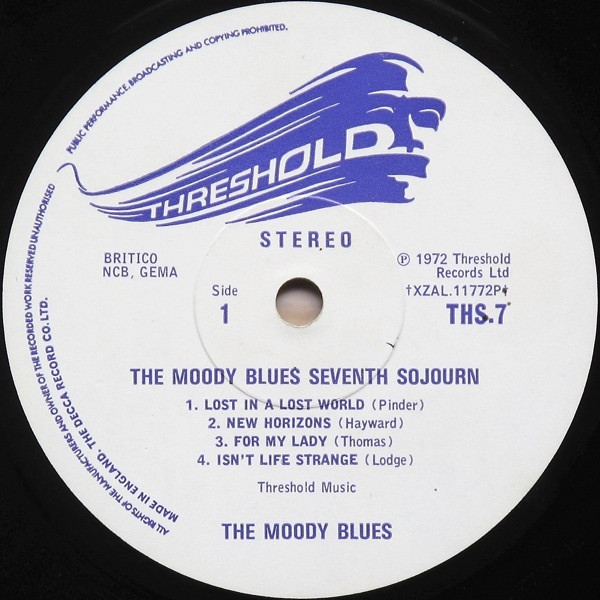 PUBLIC PERFORMANCE, BROADCASTING AND COPYING PROHIBITED.
THRESHOLD
STEREO
BRITICO
NCB, GEMA
℗ 1972 Threshold
Records Ltd
Side
1
†XZAL.11772P†
THS.7
THE MOODY BLUES SEVENTH SOJOURN
1. LOST IN A LOST WORLD (Pinder)
2. NEW HORIZONS (Hayward)
3. FOR MY LADY (Thomas)
4. ISN'T LIFE STRANGE (Lodge)
Threshold Music
THE MOODY BLUES
ALL RIGHTS OF THE MANUFACTURERS AND OWNER OF THE RECORDED WORK RESERVED UNAUTHORISED
MADE IN ENGLAND. THE DECCA RECORD CO. LTD.